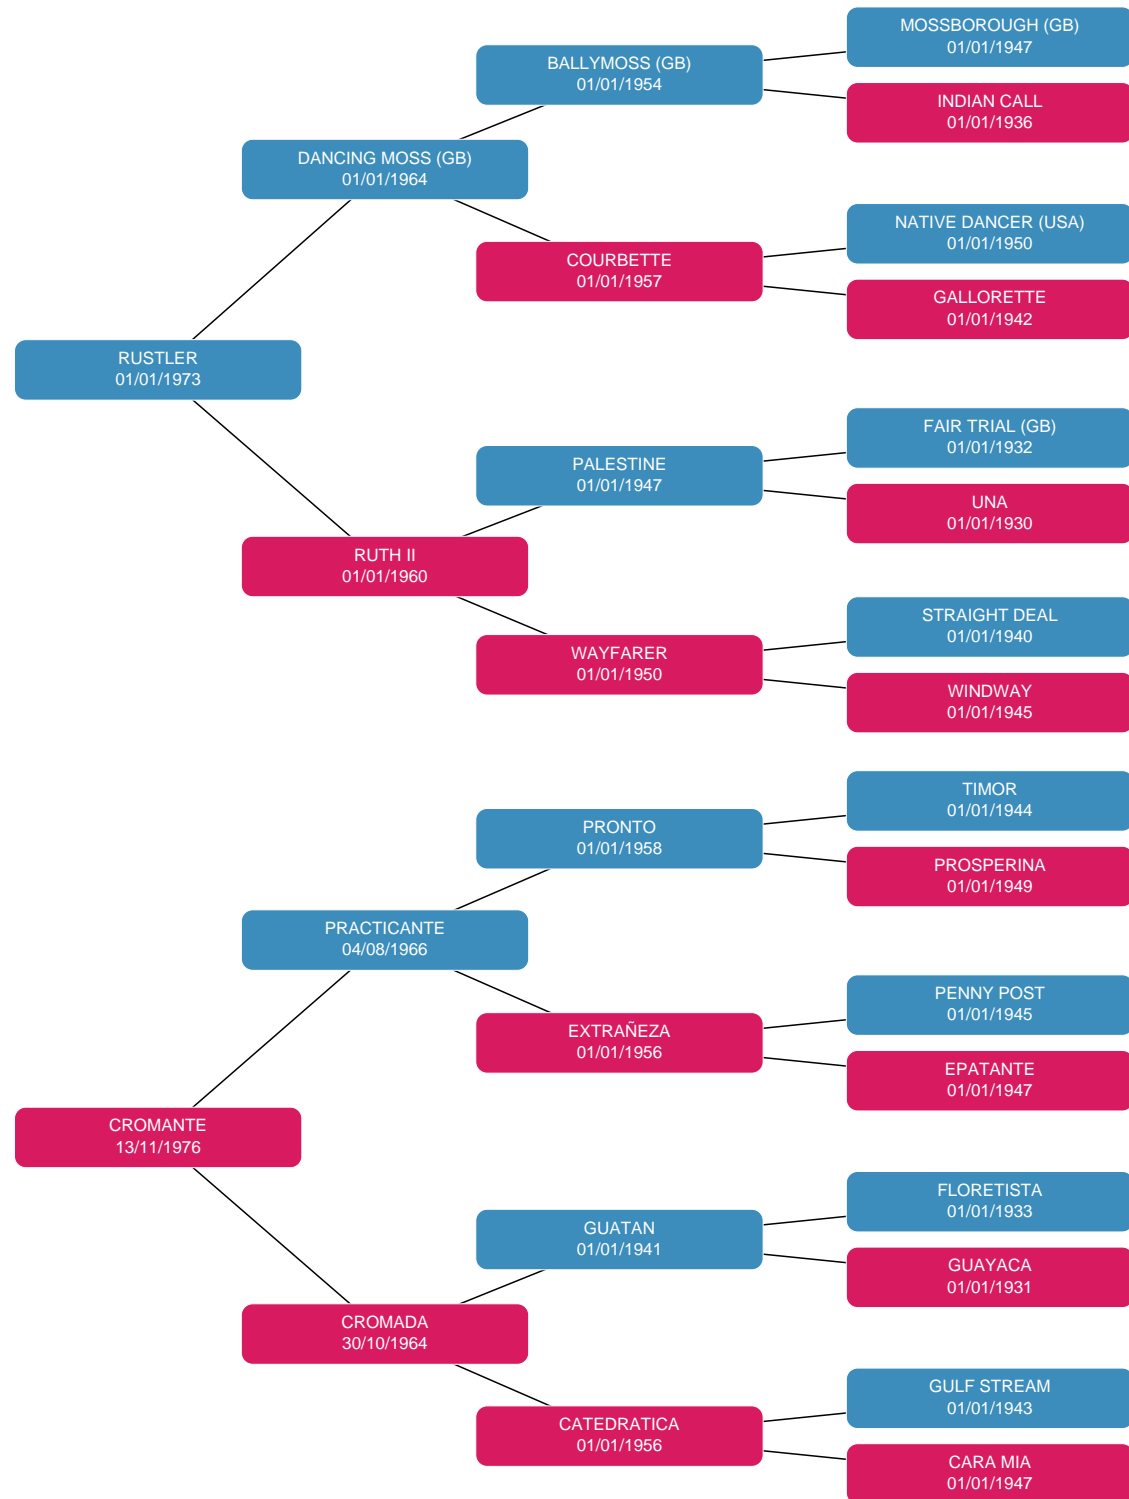 MOSSBOROUGH (GB)
01/01/1947
BALLYMOSS (GB)
01/01/1954
INDIAN CALL
01/01/1936
DANCING MOSS (GB)
01/01/1964
NATIVE DANCER (USA)
01/01/1950
COURBETTE
01/01/1957
GALLORETTE
01/01/1942
RUSTLER
01/01/1973
FAIR TRIAL (GB)
01/01/1932
PALESTINE
01/01/1947
UNA
01/01/1930
RUTH II
01/01/1960
STRAIGHT DEAL
01/01/1940
WAYFARER
01/01/1950
WINDWAY
01/01/1945
TIMOR
01/01/1944
PRONTO
01/01/1958
PROSPERINA
01/01/1949
PRACTICANTE
04/08/1966
PENNY POST
01/01/1945
EXTRAÑEZA
01/01/1956
EPATANTE
01/01/1947
CROMANTE
13/11/1976
FLORETISTA
01/01/1933
GUATAN
01/01/1941
GUAYACA
01/01/1931
CROMADA
30/10/1964
GULF STREAM
01/01/1943
CATEDRATICA
01/01/1956
CARA MIA
01/01/1947